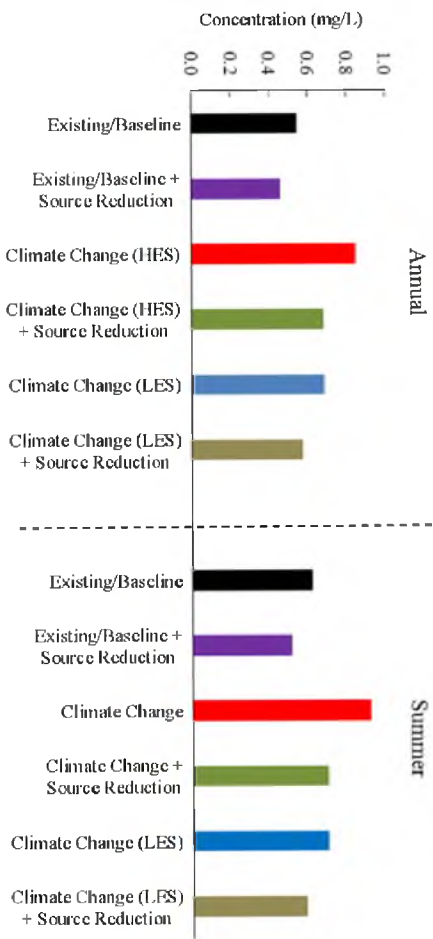 Concentration (mg/L)
0.0
0.2
0.4
0.6
0.8
1.0
Annual
Existing/Baseline
Existing/Baseline +
Source Reduction
Climate Change (HES)
Climate Change (HES)
+ Source Reduction
Climate Change (LES)
Climate Change (LES)
+ Source Reduction
Summer
Existing/Baseline
Existing/Baseline +
Source Reduction
Climate Change
Climate Change +
Source Reduction
Climate Change (LES)
Climate Change (LES)
+ Source Reduction